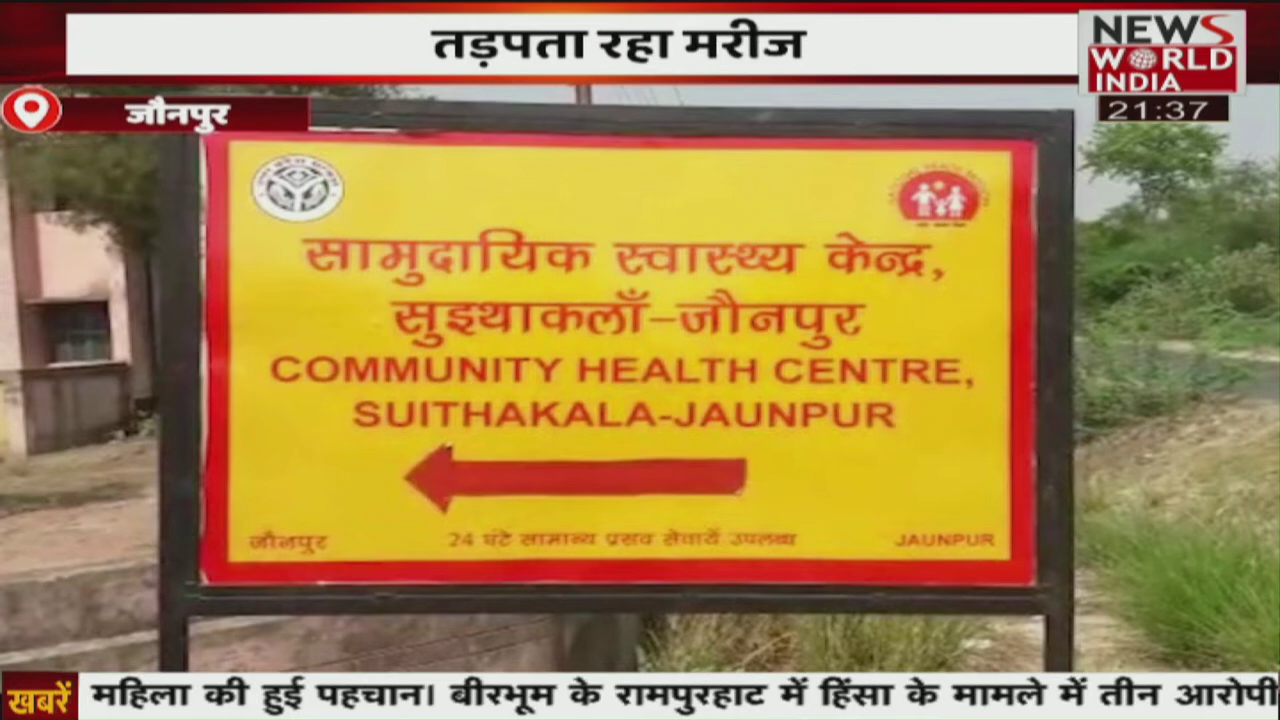 तड़पता रहा मरीज
NEWS
WORLD
INDIA
21:37
जौनपुर
सामुदायिक स्वास्थ्य केन्द्र,
सुइथाकलाँ-जौनपुर
COMMUNITY HEALTH CENTRE,
SUITHAKALA-JAUNPUR
जौनपुर
24 घंटे सामान्य प्रसव सेवायें उपलब्ध
JAUNPUR
खबरें
महिला की हुई पहचान। बीरभूम के रामपुरहाट में हिंसा के मामले में तीन आरोपी